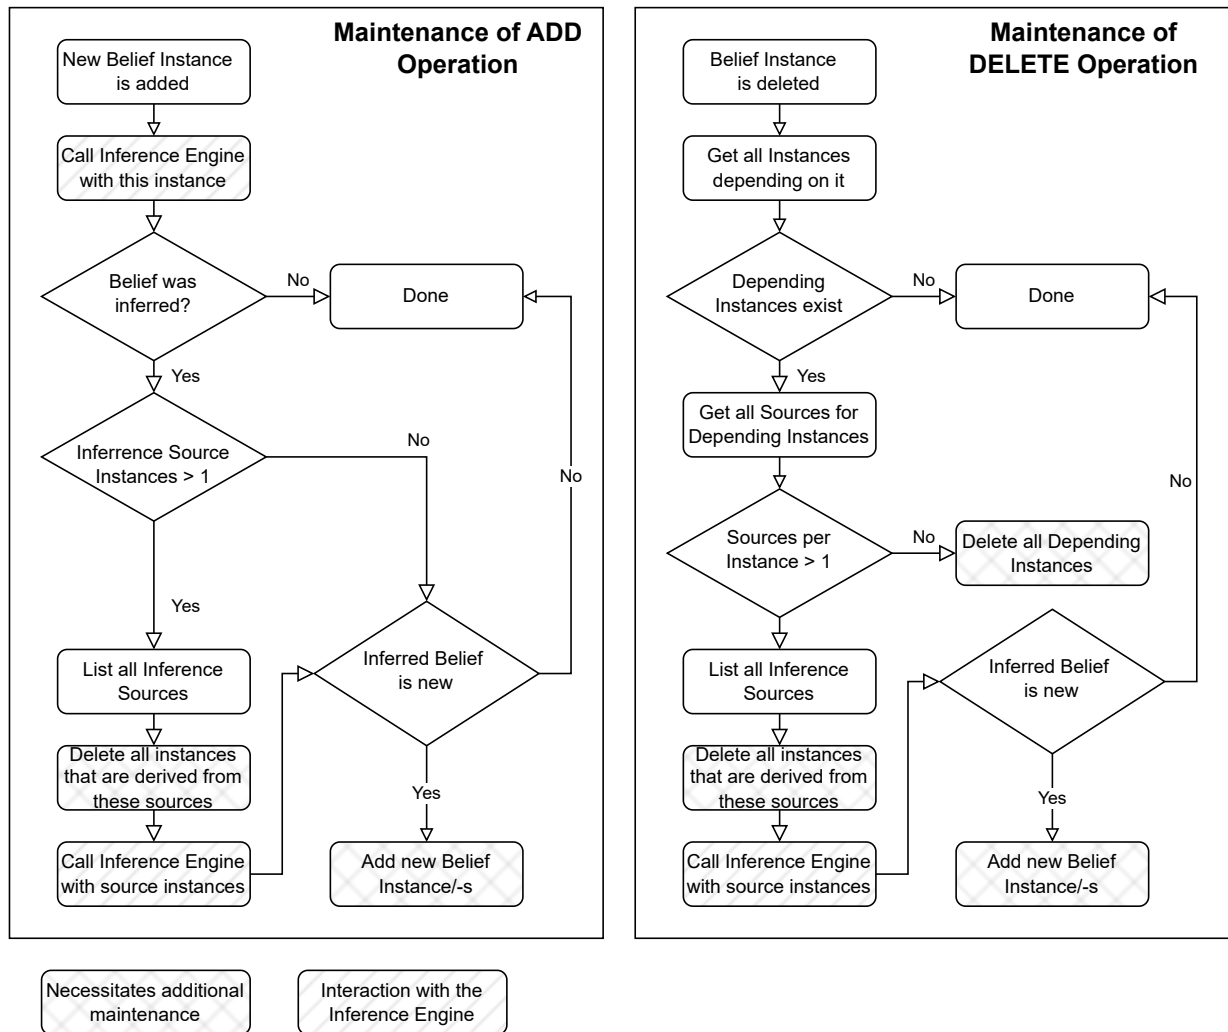 Maintenance of ADD
Operation
New Belief Instance
is added
Call Inference Engine
with this instance
Belief was
inferred?
No
Done
Yes
Inferrence Source
Instances > 1
No
No
Yes
List all Inference
Sources
Inferred Belief
is new
Delete all instances
that are derived from
these sources
Yes
Call Inference Engine
with source instances
Add new Belief
Instance/-s
Maintenance of
DELETE Operation
Belief Instance
is deleted
Get all Instances
depending on it
Depending
Instances exist
No
Done
Yes
Get all Sources for
Depending Instances
No
Sources per
Instance > 1
No
Delete all Depending
Instances
List all Inference
Sources
Inferred Belief
is new
Delete all instances
that are derived from
these sources
Yes
Call Inference Engine
with source instances
Add new Belief
Instance/-s
Necessitates additional
maintenance
Interaction with the
Inference Engine